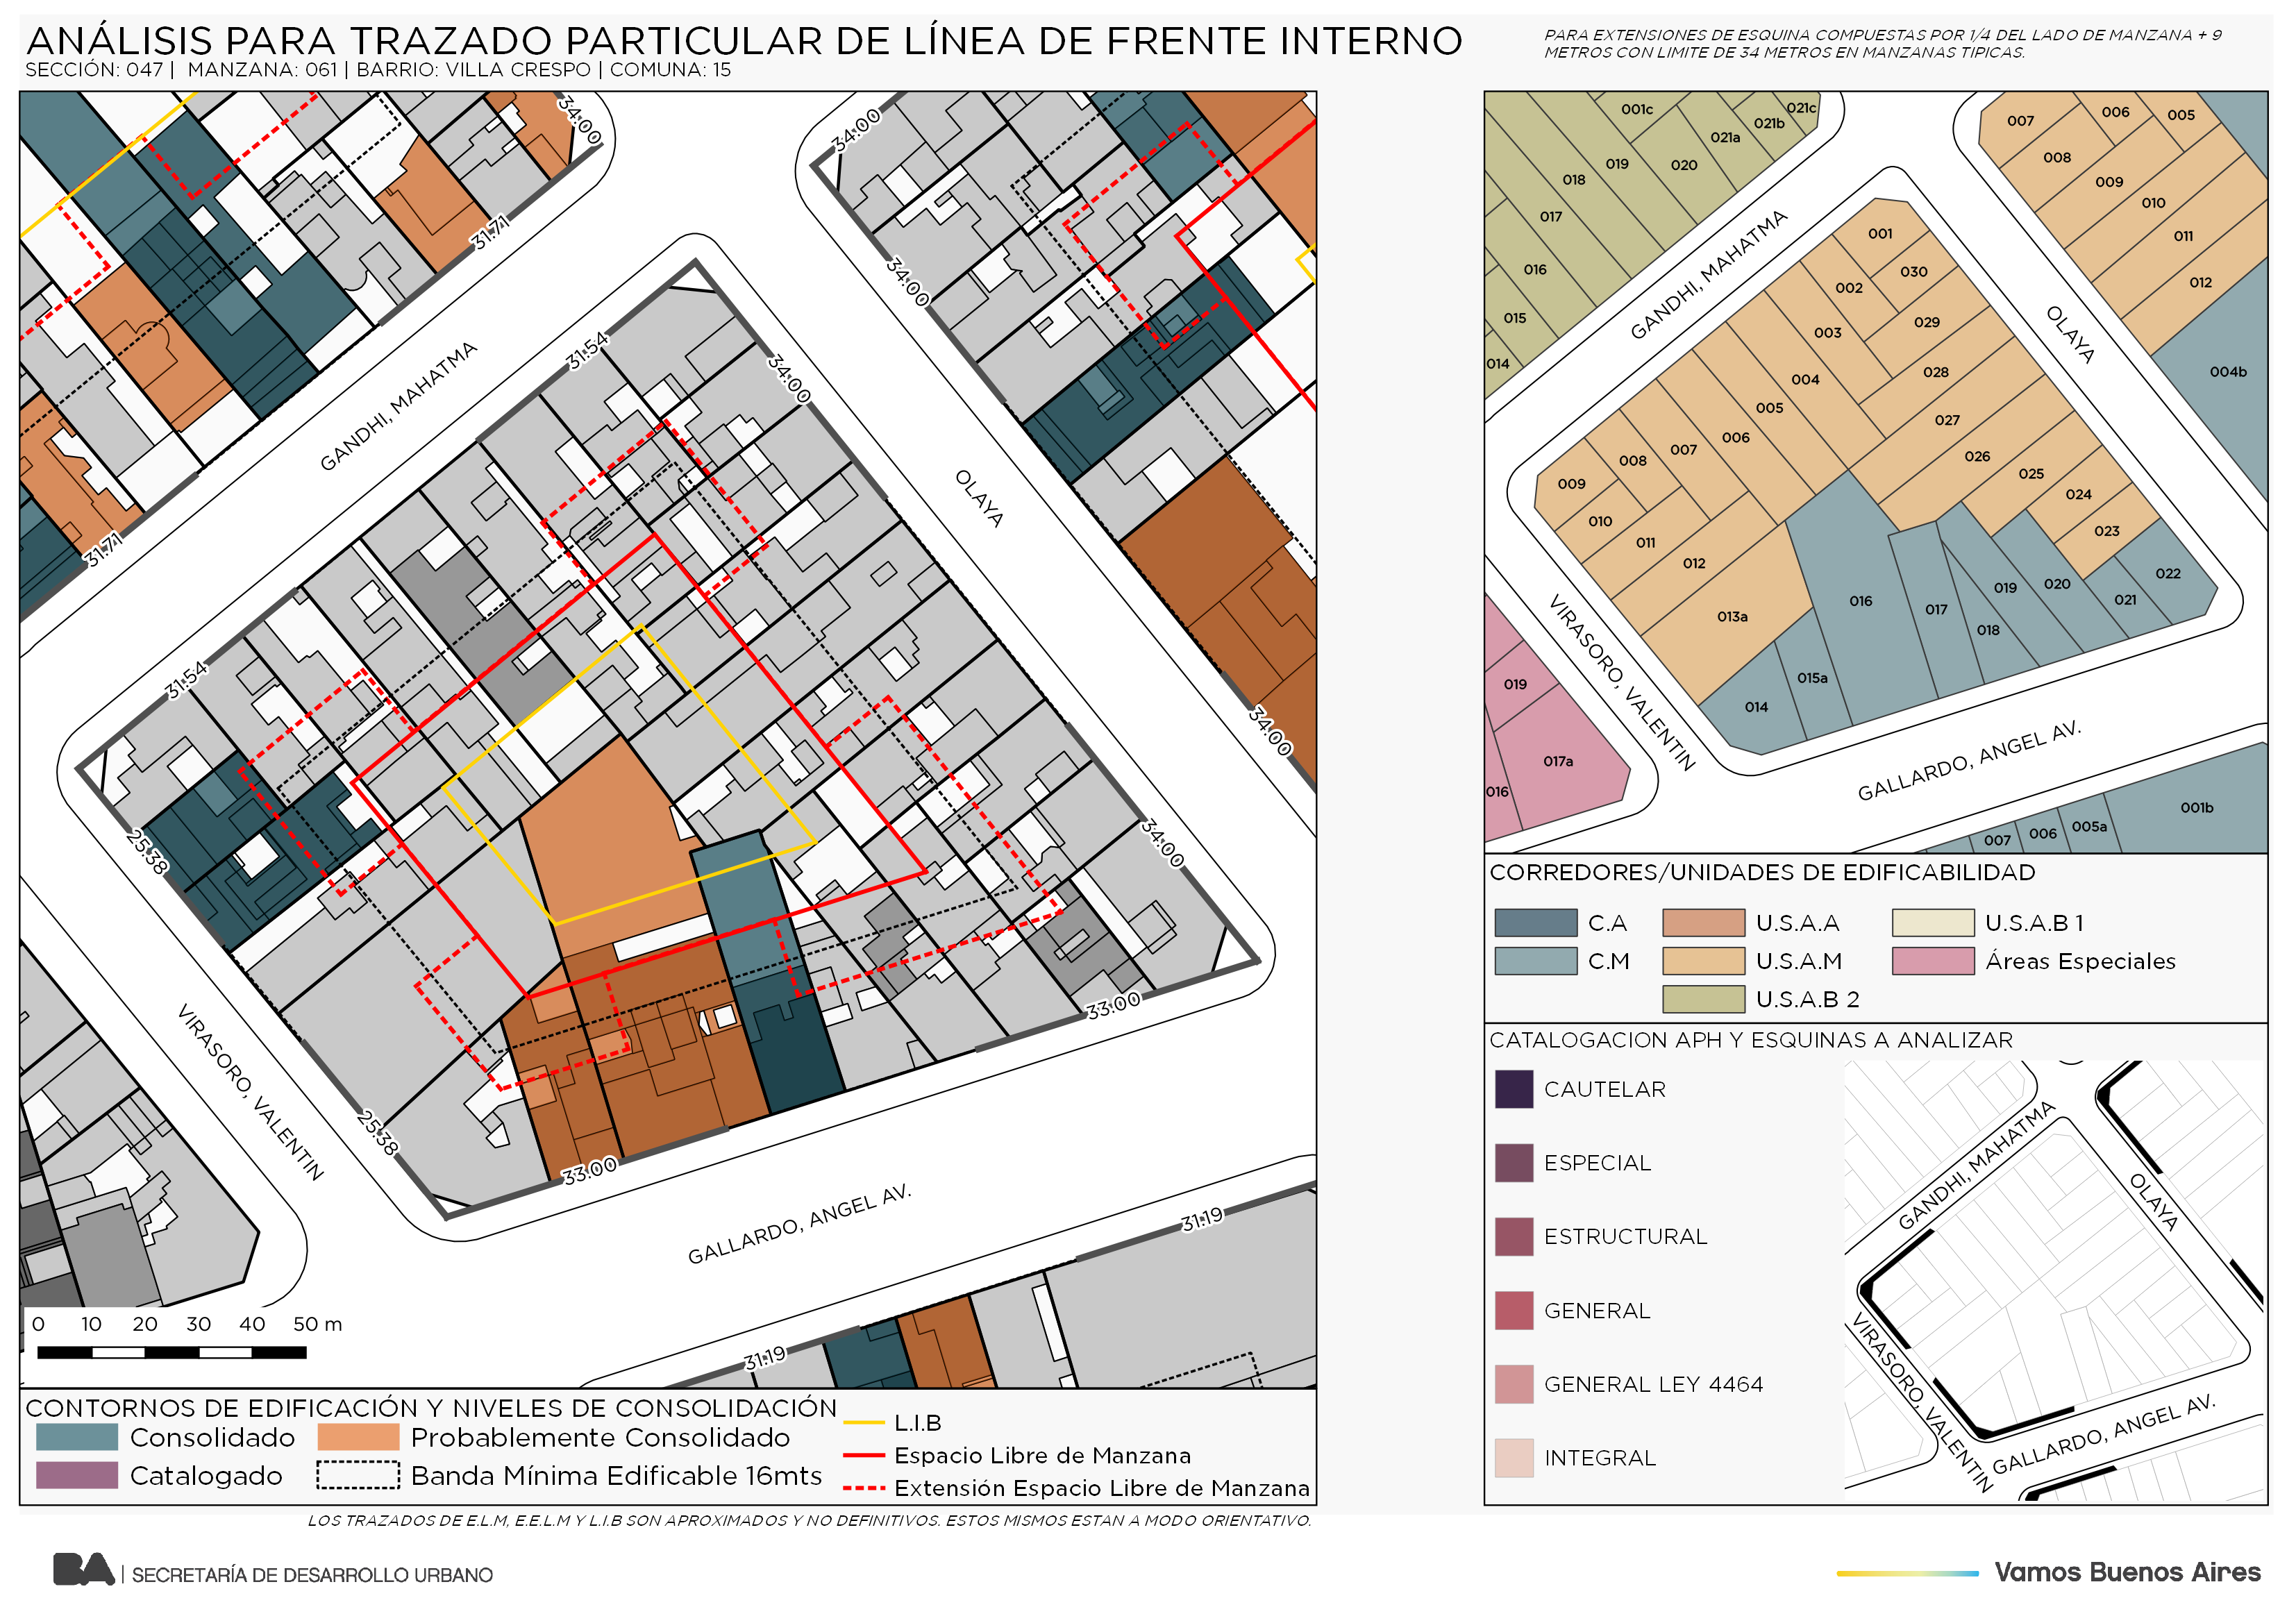 ANÁLISIS PARA TRAZADO PARTICULAR DE LÍNEA DE FRENTE INTERNO
SECCIÓN: 047 | MANZANA: 061 | BARRIO: VILLA CRESPO | COMUNA: 15
PARA EXTENSIONES DE ESQUINA COMPUESTAS POR 1/4 DEL LADO DE MANZANA + 9
METROS CON LIMITE DE 34 METROS EN MANZANAS TIPICAS.
34.00
34.00
31.71
34.00
31.71
GANDHI, MAHATMA
31.54
34.00
OLAYA
31.54
25.38
34.00
34.00
33.00
VIRASORO, VALENTIN
25.38
33.00
GALLARDO, ANGEL AV.
31.19
31.19
0 10 20 30 40 50 m
CONTORNOS DE EDIFICACIÓN Y NIVELES DE CONSOLIDACIÓN
Consolidado
Probablemente Consolidado
Catalogado
Banda Mínima Edificable 16mts
L.I.B
Espacio Libre de Manzana
Extensión Espacio Libre de Manzana
LOS TRAZADOS DE E.L.M, E.E.L.M Y L.I.B SON APROXIMADOS Y NO DEFINITIVOS. ESTOS MISMOS ESTAN A MODO ORIENTATIVO.
001c
021c
021b
021a
020
019
018
017
016
015
014
007
006
005
008
009
010
011
012
004b
GANDHI, MAHATMA
OLAYA
001
030
002
029
003
028
004
027
005
026
006
025
007
024
008
023
009
010
011
012
013a
014
015a
016
017
018
019
020
021
022
VIRASORO, VALENTIN
GALLARDO, ANGEL AV.
019
017a
016
007
006
005a
001b
CORREDORES/UNIDADES DE EDIFICABILIDAD
C.A
U.S.A.A
U.S.A.B 1
C.M
U.S.A.M
Áreas Especiales
U.S.A.B 2
CATALOGACION APH Y ESQUINAS A ANALIZAR
CAUTELAR
ESPECIAL
ESTRUCTURAL
GENERAL
GENERAL LEY 4464
INTEGRAL
GANDHI, MAHATMA
OLAYA
VIRASORO, VALENTIN
GALLARDO, ANGEL AV.
BA | SECRETARÍA DE DESARROLLO URBANO
Vamos Buenos Aires